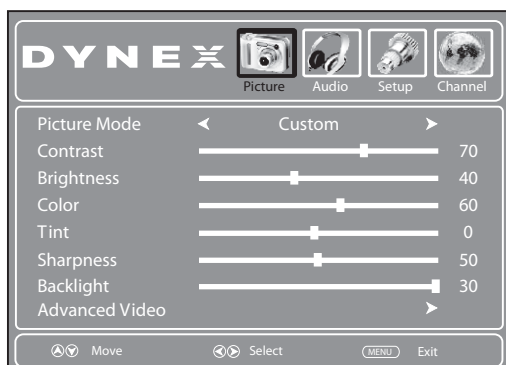 DYNEX
Picture Audio Setup Channel
Picture Mode Custom
Contrast 70
Brightness 40
Color 60
Tint 0
Sharpness 50
Backlight 30
Advanced Video
Move Select MENU Exit